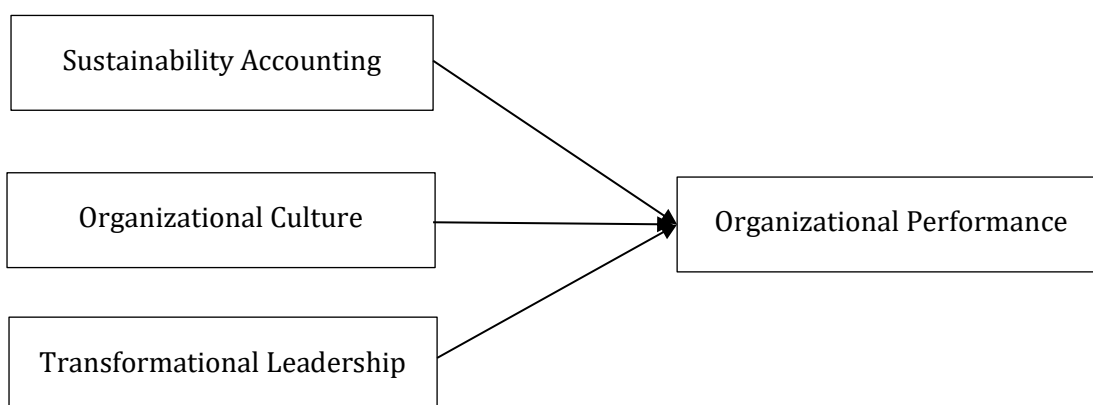 Sustainability Accounting
Organizational Culture
Organizational Performance
Transformational Leadership